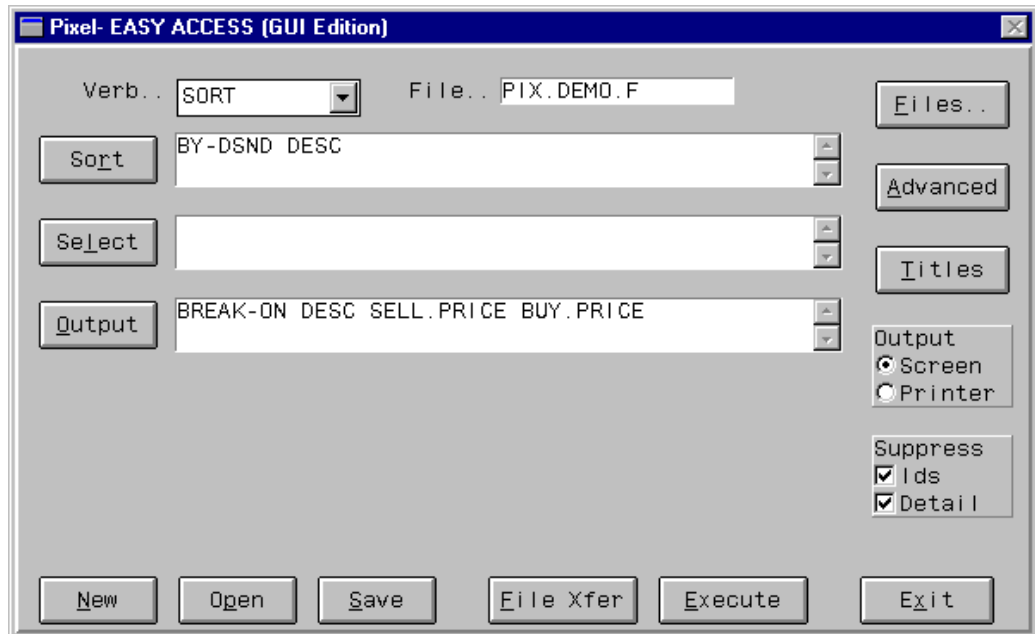 Pixel- EASY ACCESS (GUI Edition)
Verb.. SORT File.. PIX.DEMO.F
Files..
Sort BY-DSND DESC
Advanced
Select
Titles
Output BREAK-ON DESC SELL.PRICE BUY.PRICE
Output
Screen
Printer
Suppress
Ids
Detail
New Open Save File Xfer Execute Exit